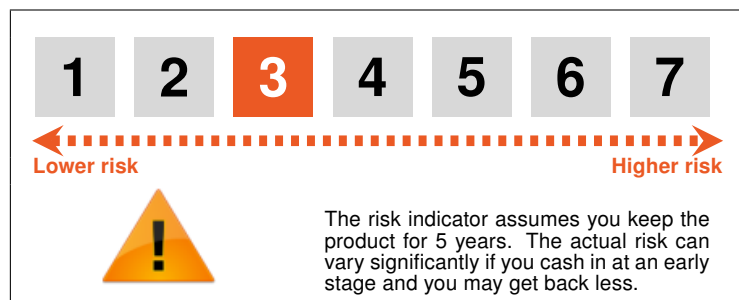 1 2 3 4 5 6 7
Lower risk Higher risk
!
The risk indicator assumes you keep the
product for 5 years. The actual risk can
vary significantly if you cash in at an early
stage and you may get back less.